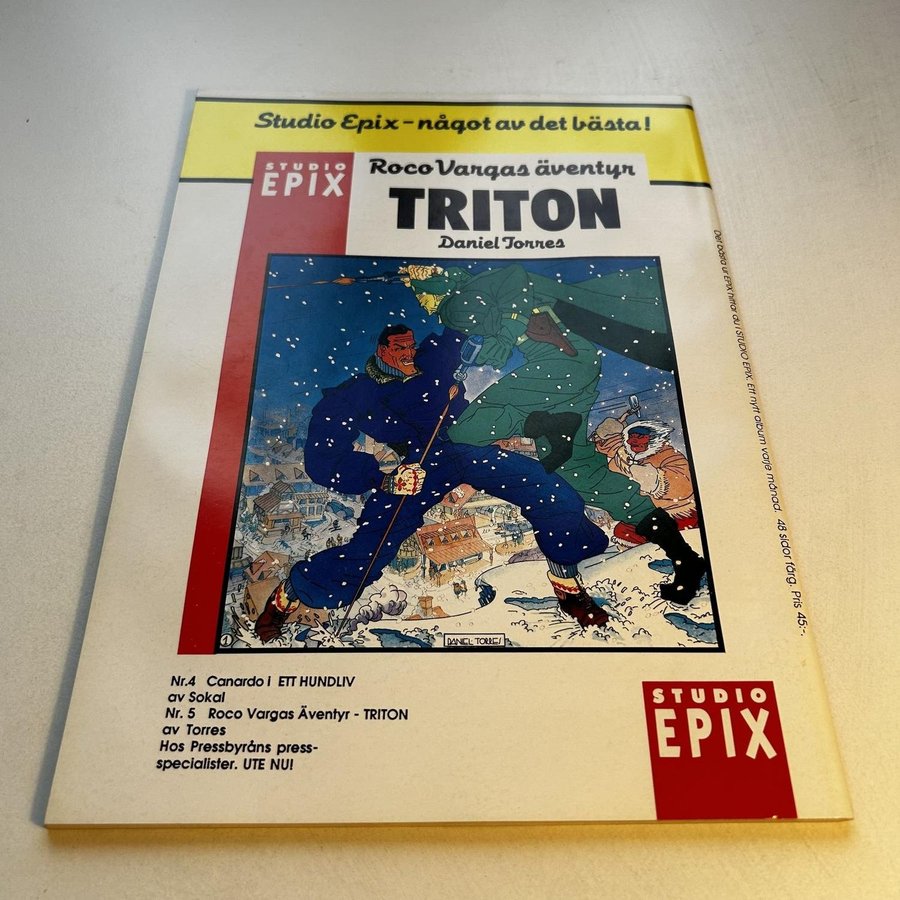 Studio Epix – något av det bästa!
STUDIO
EPIX
Roco Vargas äventyr
TRITON
Daniel Torres
Det bästa ur EPIX hittar du i STUDIO EPIX. Ett nytt album varje månad. 48 sidor färg. Pris 45:-.
1
DANIEL TORRES
Nr.4 Canardo i ETT HUNDLIV
av Sokal
Nr. 5 Roco Vargas Äventyr - TRITON
av Torres
Hos Pressbyråns press-
specialister. UTE NU!
STUDIO
EPIX